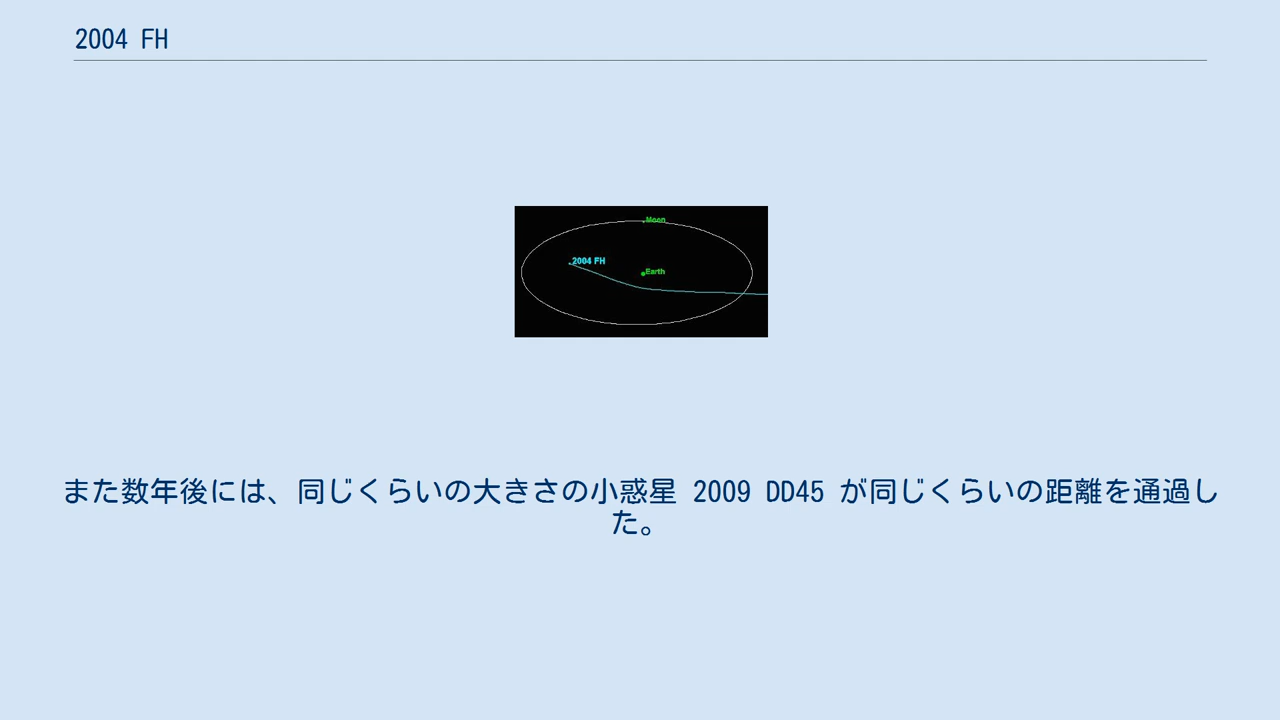 2004 FH
Moon
2004 FH
Earth
また数年後には、同じくらいの大きさの小惑星 2009 DD45 が同じくらいの距離を通過し
た。